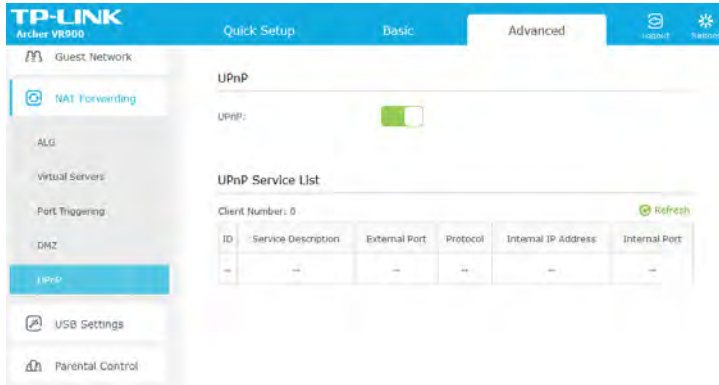 TP-LINK
Archer VR900
Quick Setup
Basic
Advanced
Logout
Guest Network
NAT Forwarding
ALG
Virtual Servers
Port Triggering
DMZ
UPnP
USB Settings
Parental Control
UPnP
UPnP:
UPnP Service List
Client Number: 0
Refresh
ID Service Description External Port Protocol Internal IP Address Internal Port
-- -- -- -- -- --